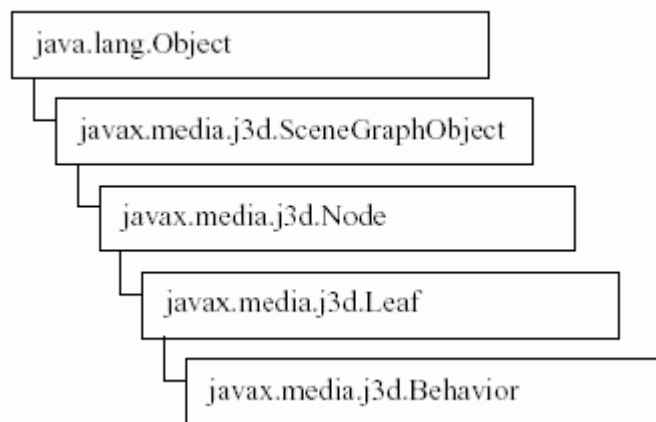 java.lang.Object
javax.media.j3d.SceneGraphObject
javax.media.j3d.Node
javax.media.j3d.Leaf
javax.media.j3d.Behavior